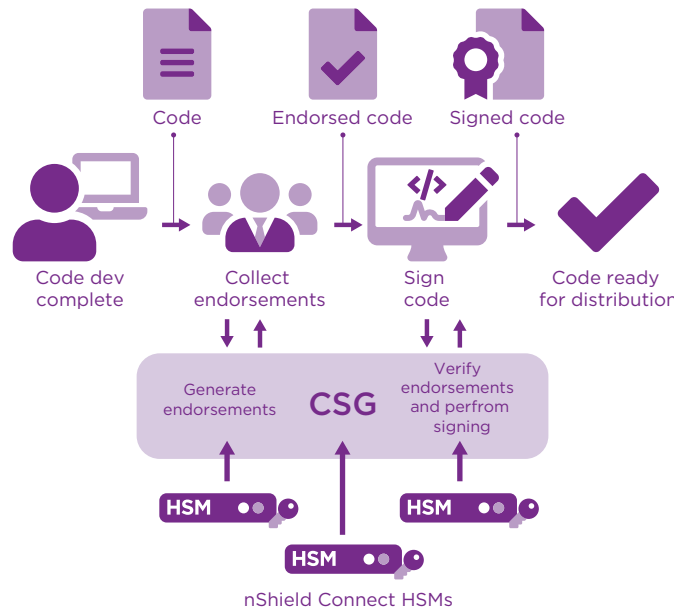 Code
Endorsed code
Signed code
</>
Code dev
complete
Collect
endorsements
Sign
code
Code ready
for distribution
Generate
endorsements
CSG
Verify
endorsements
and perfrom
signing
HSM
HSM
HSM
nShield Connect HSMs